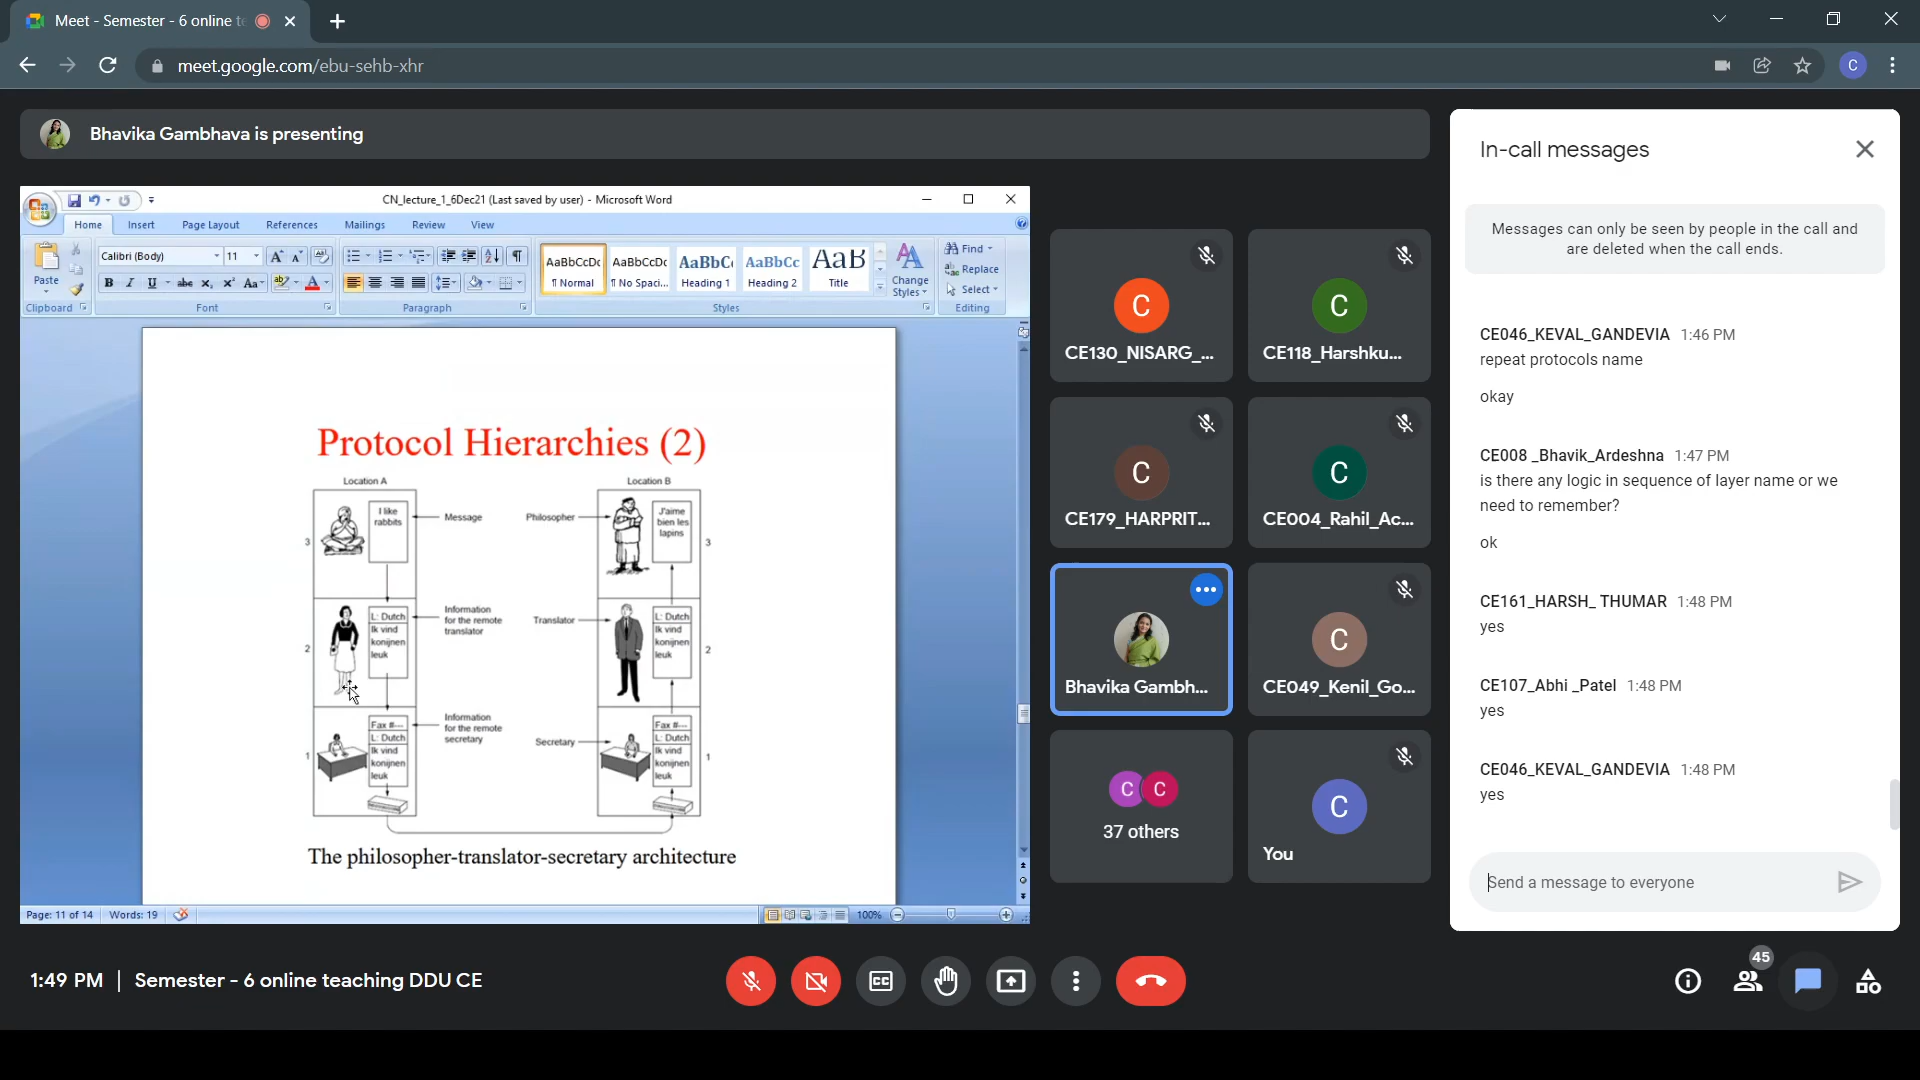 Meet - Semester - 6 online te
meet.google.com/ebu-sehb-xhr
C
Bhavika Gambhava is presenting
CN_lecture_1_6Dec21 (Last saved by user) - Microsoft Word
Home Insert Page Layout References Mailings Review View
Paste
Calibri (Body) 11
AaBbCcDc AaBbCcDc AaBbC AaBbCc AaB
¶ Normal ¶ No Spaci... Heading 1 Heading 2 Title
Change Styles
Find
Replace
Select
Clipboard Font Paragraph Styles Editing
Protocol Hierarchies (2)
Location A Location B
I like
rabbits
Message
Philosopher
J'aime
bien les
lapins
3 3
L: Dutch
Ik vind
konijnen
leuk
Information
for the remote
translator
Translator
L: Dutch
Ik vind
konijnen
leuk
2 2
Fax #---
L: Dutch
Ik vind
konijnen
leuk
Information
for the remote
secretary
Secretary
Fax #---
L: Dutch
Ik vind
konijnen
leuk
1 1
The philosopher-translator-secretary architecture
Page: 11 of 14 Words: 19 100%
C C
CE130_NISARG_... CE118_Harshku...
C C
CE179_HARPRIT... CE004_Rahil_Ac...
C
Bhavika Gambh... CE049_Kenil_Go...
C C C
37 others
You
In-call messages
Messages can only be seen by people in the call and
are deleted when the call ends.
CE046_KEVAL_GANDEVIA 1:46 PM
repeat protocols name
okay
CE008 _Bhavik_Ardeshna 1:47 PM
is there any logic in sequence of layer name or we
need to remember?
ok
CE161_HARSH_ THUMAR 1:48 PM
yes
CE107_Abhi _Patel 1:48 PM
yes
CE046_KEVAL_GANDEVIA 1:48 PM
yes
Send a message to everyone
1:49 PM | Semester - 6 online teaching DDU CE
45